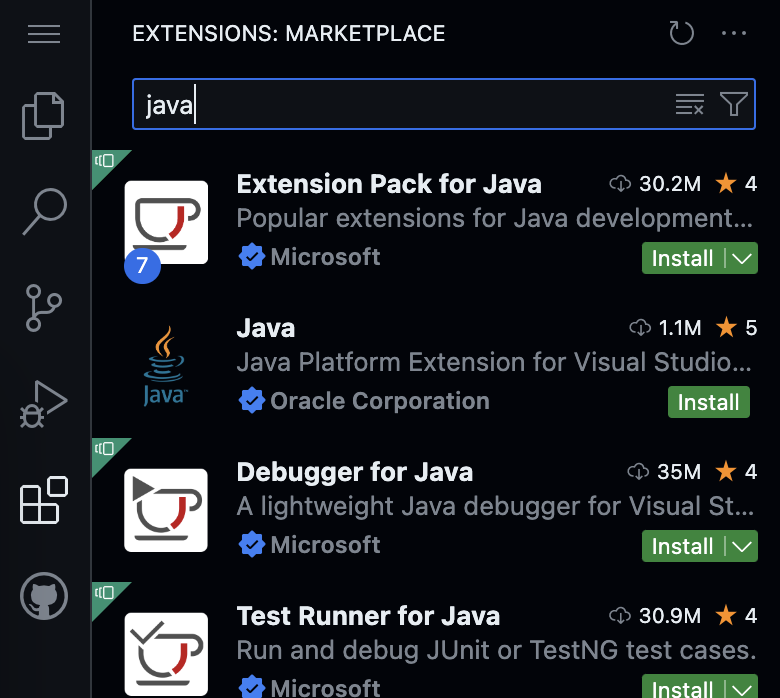 EXTENSIONS: MARKETPLACE
java
Extension Pack for Java 30.2M 4
Popular extensions for Java development...
7 Microsoft Install
Java 1.1M 5
Java Platform Extension for Visual Studio...
Java™ Oracle Corporation Install
Debugger for Java 35M 4
A lightweight Java debugger for Visual St...
Microsoft Install
Test Runner for Java 30.9M 4
Run and debug JUnit or TestNG test cases.
Microsoft Install